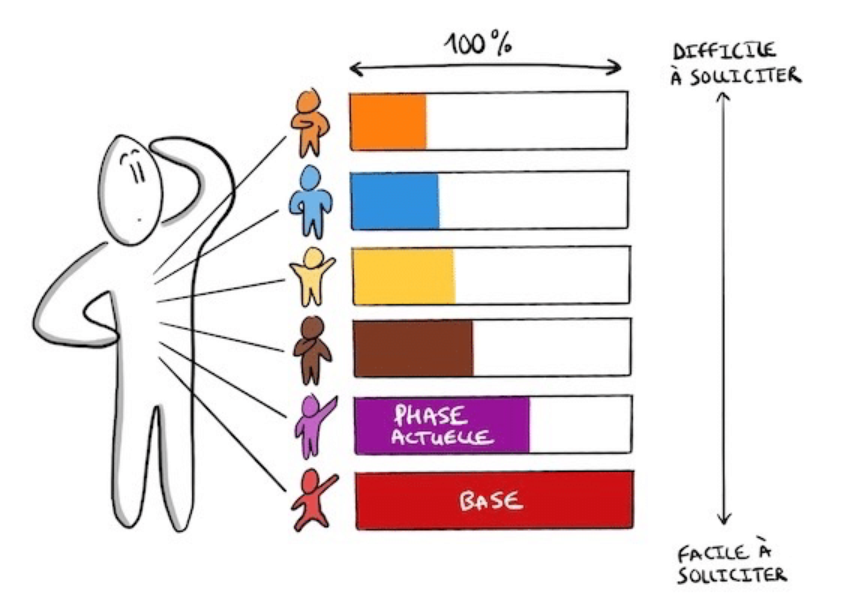 100%
DIFFICILE
À SOLLICITER
PHASE
ACTUELLE
BASE
FACILE À
SOLLICITER